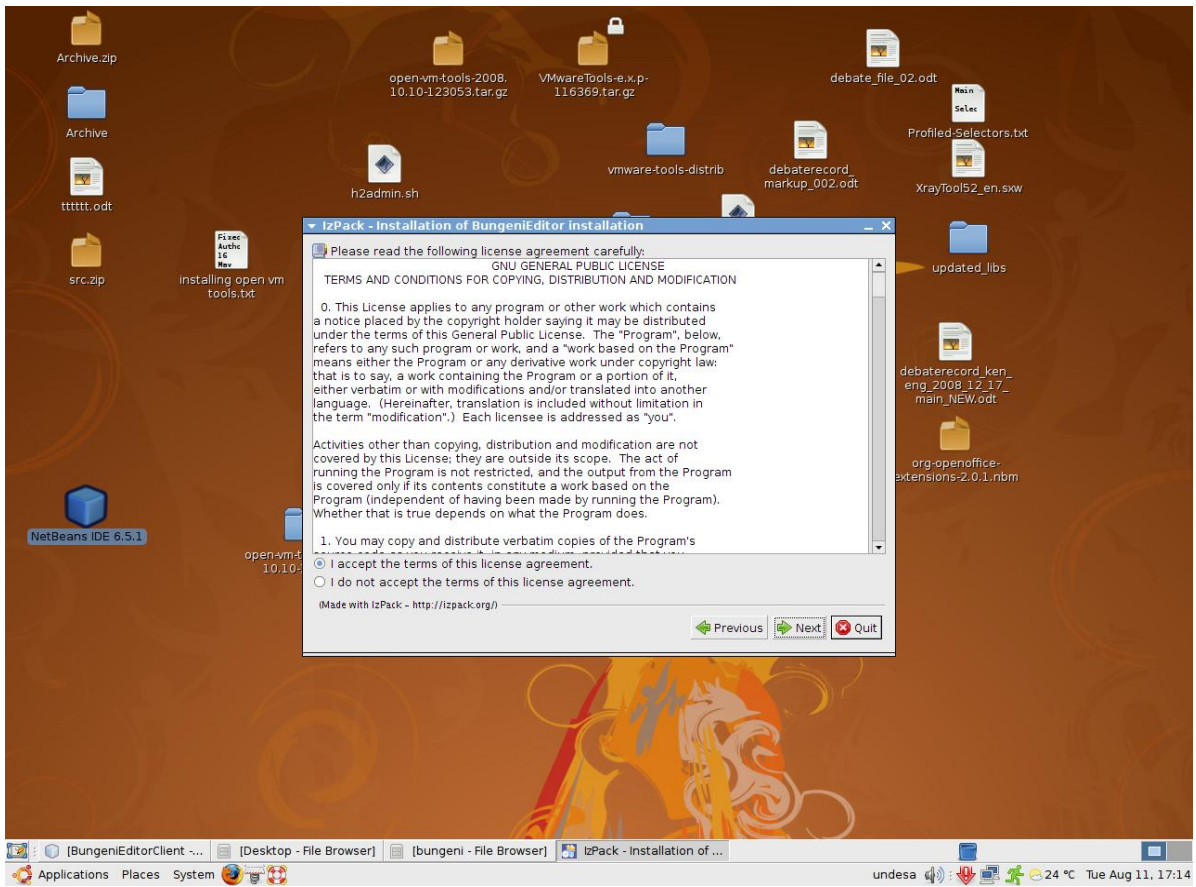 Archive.zip
open-vm-tools-2008.
10.10-123053.tar.gz
VMwareTools-e.x.p-
116369.tar.gz
debate_file_02.odt
Main
Selec
Profiled-Selectors.txt
Archive
vmware-tools-distrib
debaterecord_
markup_002.odt
XrayTool52_en.sxw
h2admin.sh
tttttt.odt
Fixec
Authc
16
Mav
installing open vm
tools.txt
src.zip
updated_libs
IzPack - Installation of BungeniEditor installation
Please read the following license agreement carefully:
GNU GENERAL PUBLIC LICENSE
TERMS AND CONDITIONS FOR COPYING, DISTRIBUTION AND MODIFICATION
0. This License applies to any program or other work which contains
a notice placed by the copyright holder saying it may be distributed
under the terms of this General Public License. The "Program", below,
refers to any such program or work, and a "work based on the Program"
means either the Program or any derivative work under copyright law:
that is to say, a work containing the Program or a portion of it,
either verbatim or with modifications and/or translated into another
language. (Hereinafter, translation is included without limitation in
the term "modification".) Each licensee is addressed as "you".
Activities other than copying, distribution and modification are not
covered by this License; they are outside its scope. The act of
running the Program is not restricted, and the output from the Program
is covered only if its contents constitute a work based on the
Program (independent of having been made by running the Program).
Whether that is true depends on what the Program does.
1. You may copy and distribute verbatim copies of the Program's
I accept the terms of this license agreement.
I do not accept the terms of this license agreement.
(Made with IzPack - http://izpack.org/)
Previous
Next
Quit
debaterecord_ken_
eng_2008_12_17_
main_NEW.odt
org-openoffice-
extensions-2.0.1.nbm
NetBeans IDE 6.5.1
open-vm-t
10.10-
[BungeniEditorClient -...
[Desktop - File Browser]
[bungeni - File Browser]
IzPack - Installation of ...
Applications Places System
undesa
24 °C
Tue Aug 11, 17:14